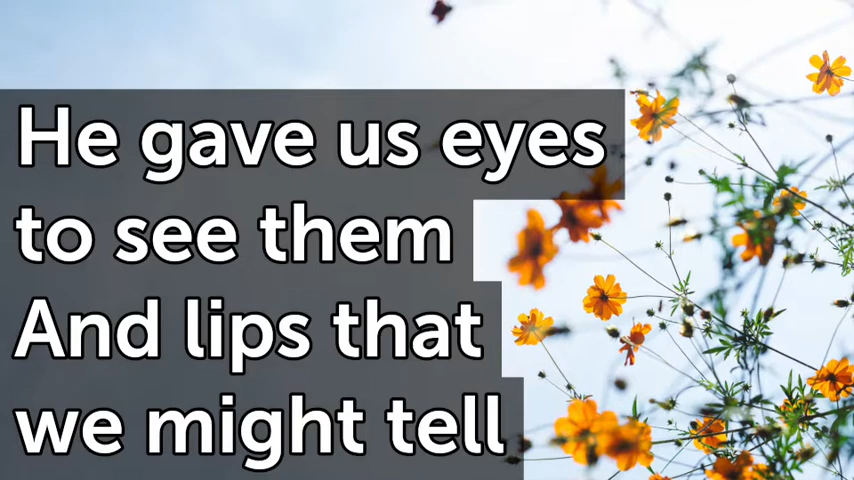 He gave us eyes
to see them
And lips that
we might tell